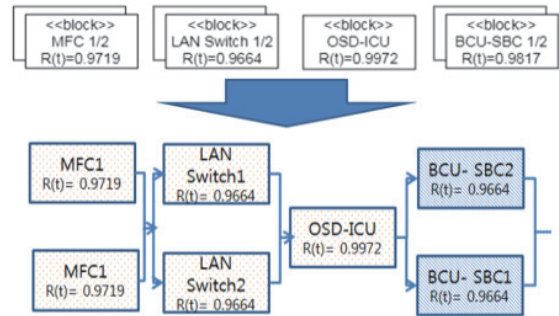 <<block>>
MFC 1/2
R(t)=0.9719
<<block>>
LAN Switch 1/2
R(t)=0.9664
<<block>>
OSD-ICU
R(t)=0.9972
<<block>>
BCU-SBC 1/2
R(t)=0.9817
MFC1
R(t)= 0.9719
LAN
Switch1
R(t)= 0.9664
BCU- SBC2
R(t)= 0.9664
OSD-ICU
R(t)= 0.9972
MFC1
R(t)= 0.9719
LAN
Switch2
R(t)= 0.9664
BCU- SBC1
R(t)= 0.9664